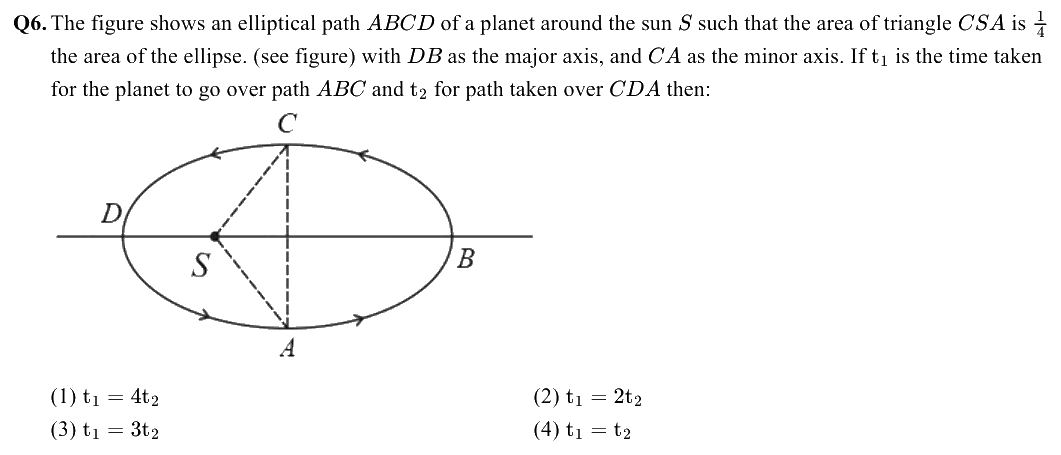 Q6. The figure shows an elliptical path ABCD of a planet around the sun S such that the area of triangle CSA is 1/4
the area of the ellipse. (see figure) with DB as the major axis, and CA as the minor axis. If t₁ is the time taken
for the planet to go over path ABC and t₂ for path taken over CDA then:
C
D
S
B
A
(1) t₁ = 4t₂ (2) t₁ = 2t₂
(3) t₁ = 3t₂ (4) t₁ = t₂